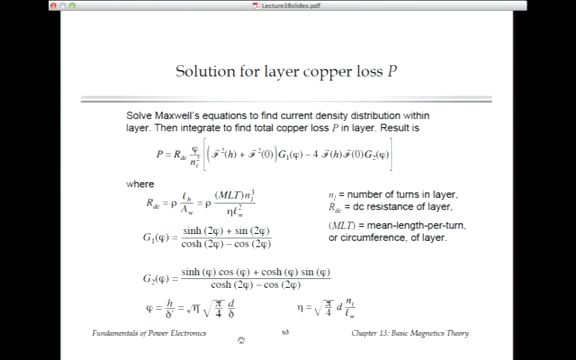 Lecture38slides.pdf
Solution for layer copper loss P
Solve Maxwell's equations to find current density distribution within
layer. Then integrate to find total copper loss P in layer. Result is
P = R_dc φ/n_l² [(ℱ²(h) + ℱ²(0))G₁(φ) – 4 ℱ(h)ℱ(0)G₂(φ)]
where
R_dc = ρ ℓ_b/A_w = ρ (MLT)n_l³/ηℓ_w²
n_l = number of turns in layer,
R_dc = dc resistance of layer,
(MLT) = mean-length-per-turn,
or circumference, of layer.
G₁(φ) = sinh (2φ) + sin (2φ)/cosh (2φ) – cos (2φ)
G₂(φ) = sinh (φ) cos (φ) + cosh (φ) sin (φ)/cosh (2φ) – cos (2φ)
φ = h/δ = √η √π/4 d/δ
η = √π/4 d n_l/ℓ_w
Fundamentals of Power Electronics 63 Chapter 13: Basic Magnetics Theory